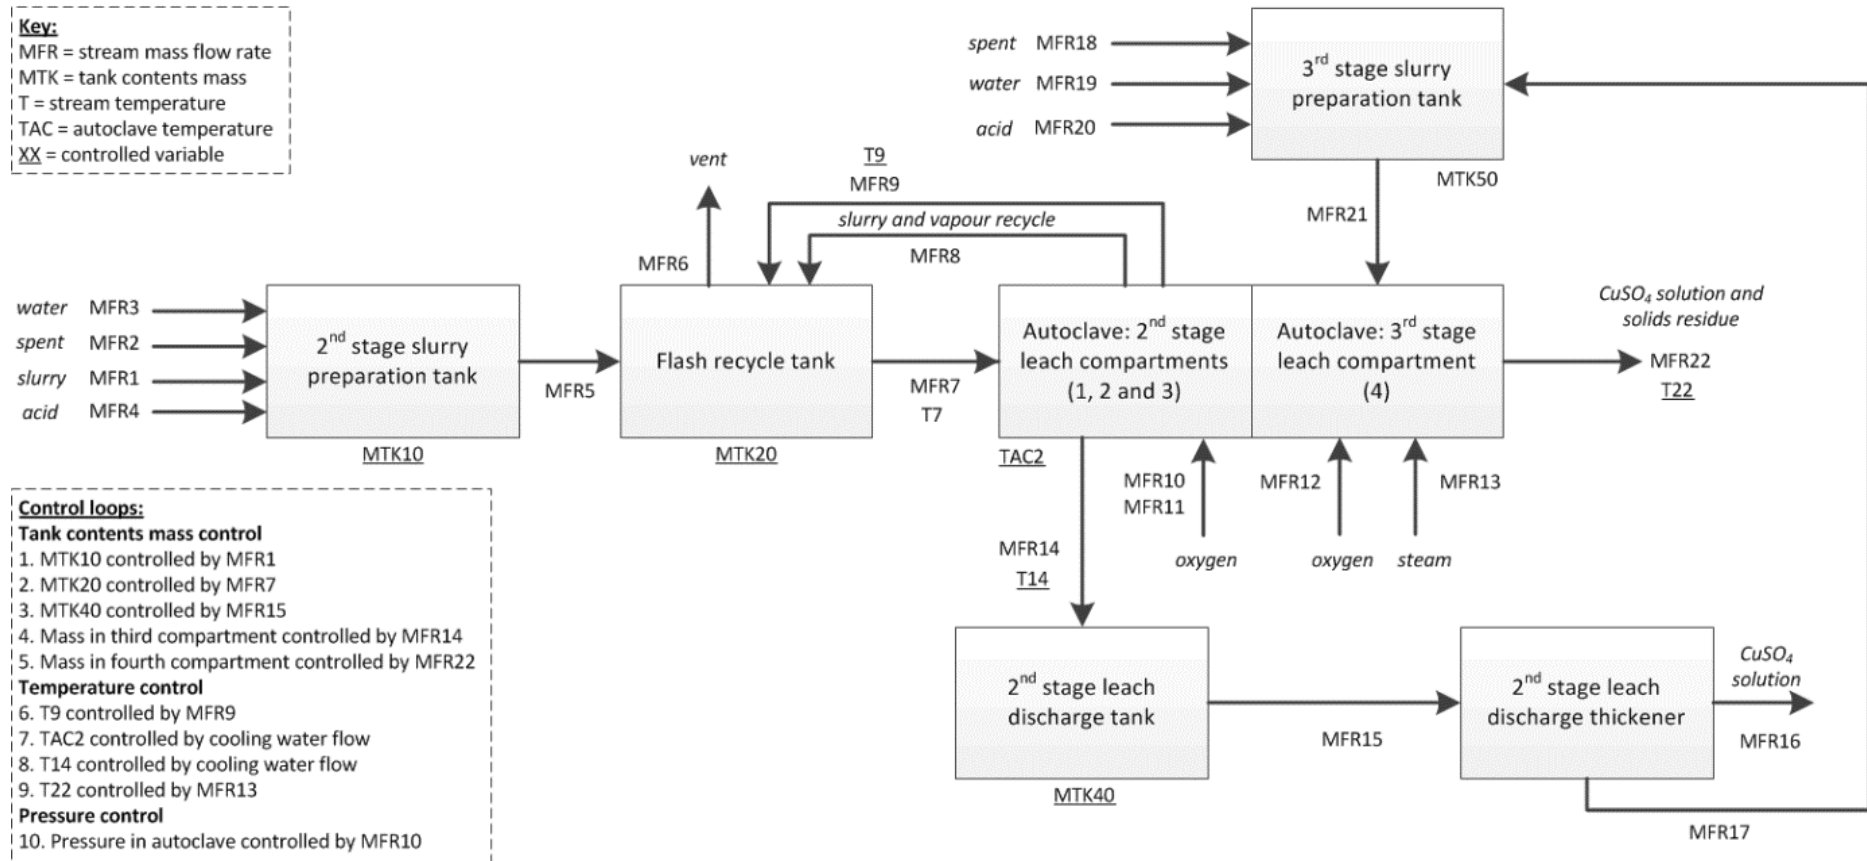 Key:
MFR = stream mass flow rate
MTK = tank contents mass
T = stream temperature
TAC = autoclave temperature
XX = controlled variable
spent MFR18
water MFR19
acid MFR20
3rd stage slurry
preparation tank
MTK50
MFR21
vent
MFR6
T9
MFR9
slurry and vapour recycle
MFR8
water MFR3
spent MFR2
slurry MFR1
acid MFR4
2nd stage slurry
preparation tank
MTK10
MFR5
Flash recycle tank
MTK20
MFR7
T7
Autoclave: 2nd stage
leach compartments
(1, 2 and 3)
TAC2
Autoclave: 3rd stage
leach compartment
(4)
CuSO4 solution and
solids residue
MFR22
T22
MFR10
MFR11
oxygen
MFR12
oxygen
MFR13
steam
MFR14
T14
2nd stage leach
discharge tank
MTK40
MFR15
2nd stage leach
discharge thickener
CuSO4
solution
MFR16
MFR17
Control loops:
Tank contents mass control
1. MTK10 controlled by MFR1
2. MTK20 controlled by MFR7
3. MTK40 controlled by MFR15
4. Mass in third compartment controlled by MFR14
5. Mass in fourth compartment controlled by MFR22
Temperature control
6. T9 controlled by MFR9
7. TAC2 controlled by cooling water flow
8. T14 controlled by cooling water flow
9. T22 controlled by MFR13
Pressure control
10. Pressure in autoclave controlled by MFR10